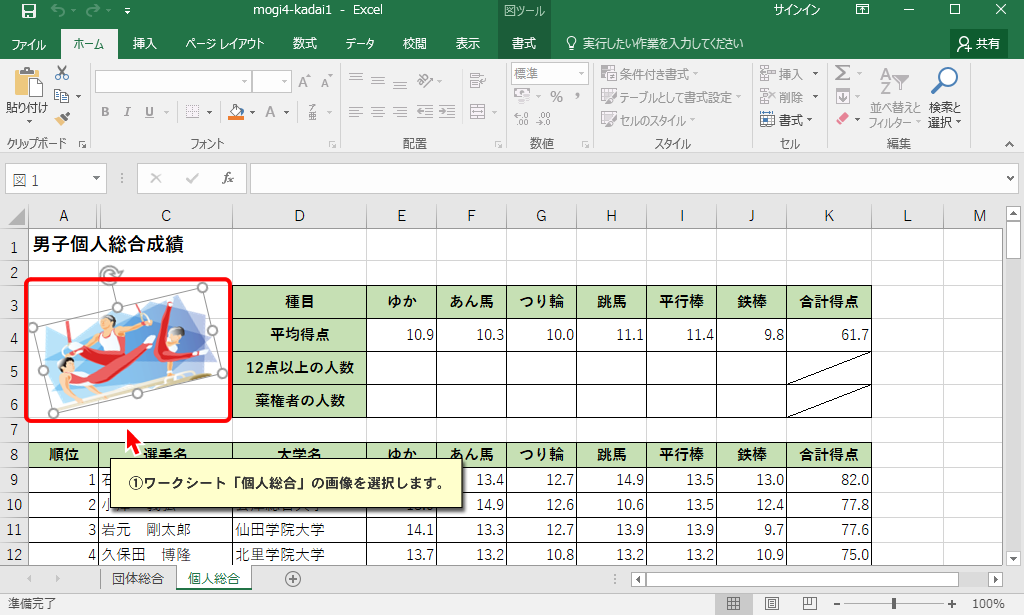 mogi4-kadai1 - Excel
図ツール
サインイン
ファイル ホーム 挿入 ページ レイアウト 数式 データ 校閲 表示 書式 実行したい作業を入力してください 共有
貼り付け
B I U A A A
標準
% ,
条件付き書式
テーブルとして書式設定
セルのスタイル
挿入
削除
書式
並べ替えと フィルター
検索と 選択
クリップボード フォント 配置 数値 スタイル セル 編集
図 1 fx
A C D E F G H I J K L M
1 男子個人総合成績
2
3 種目 ゆか あん馬 つり輪 跳馬 平行棒 鉄棒 合計得点
4 平均得点 10.9 10.3 10.0 11.1 11.4 9.8 61.7
5 12点以上の人数
6 棄権者の人数
7
8 順位 選手名 大学名 ゆか あん馬 つり輪 跳馬 平行棒 鉄棒 合計得点
9 1 13.4 12.7 14.9 13.5 13.0 82.0
①ワークシート「個人総合」の画像を選択します。
10 2 14.9 12.6 10.6 13.5 12.4 77.8
11 3 岩元 剛太郎 仙田学院大学 14.1 13.3 12.7 13.9 13.9 9.7 77.6
12 4 久保田 博隆 北里学院大学 13.7 13.2 10.8 13.2 13.2 10.9 75.0
団体総合 個人総合
準備完了 100%